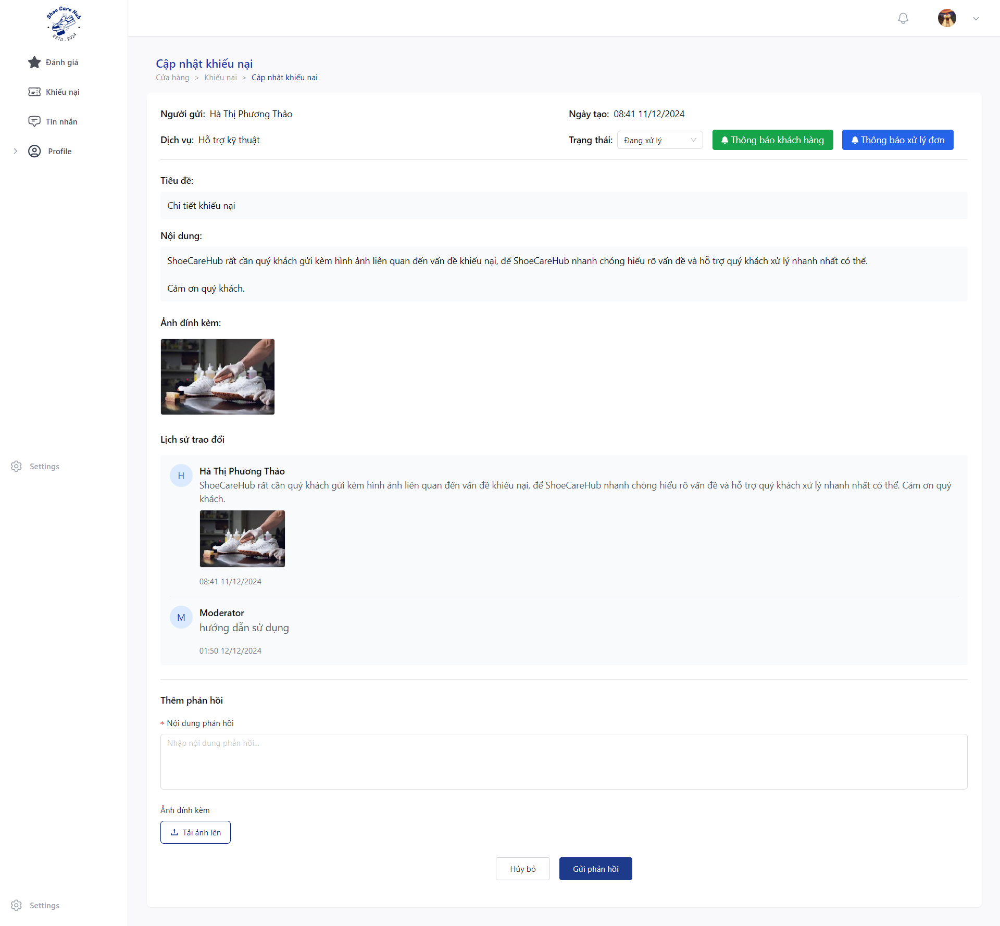 Shoe Care Hub
ESTD . 2024
Đánh giá
Khiếu nại
Tin nhắn
Profile
Settings
Settings
Cập nhật khiếu nại
Cửa hàng > Khiếu nại > Cập nhật khiếu nại
Người gửi: Hà Thị Phương Thảo
Ngày tạo: 08:41 11/12/2024
Dịch vụ: Hỗ trợ kỹ thuật
Trạng thái: Đang xử lý
Thông báo khách hàng
Thông báo xử lý đơn
Tiêu đề:
Chi tiết khiếu nại
Nội dung:
ShoeCareHub rất cần quý khách gửi kèm hình ảnh liên quan đến vấn đề khiếu nại, để ShoeCareHub nhanh chóng hiểu rõ vấn đề và hỗ trợ quý khách xử lý nhanh nhất có thể.
Cảm ơn quý khách.
Ảnh đính kèm:
Lịch sử trao đổi
H
Hà Thị Phương Thảo
ShoeCareHub rất cần quý khách gửi kèm hình ảnh liên quan đến vấn đề khiếu nại, để ShoeCareHub nhanh chóng hiểu rõ vấn đề và hỗ trợ quý khách xử lý nhanh nhất có thể. Cảm ơn quý
khách.
08:41 11/12/2024
M
Moderator
hướng dẫn sử dụng
01:50 12/12/2024
Thêm phản hồi
* Nội dung phản hồi
Nhập nội dung phản hồi...
Ảnh đính kèm
Tải ảnh lên
Hủy bỏ
Gửi phản hồi